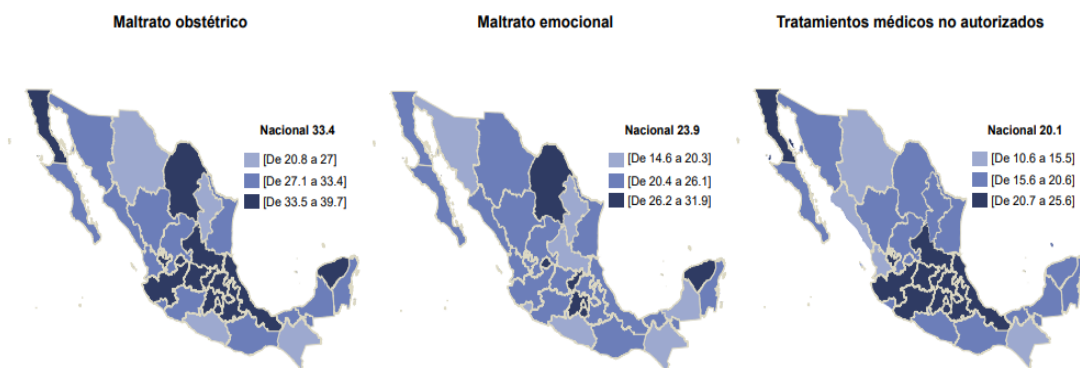 Maltrato obstétrico
Nacional 33.4
[De 20.8 a 27]
[De 27.1 a 33.4]
[De 33.5 a 39.7]
Maltrato emocional
Nacional 23.9
[De 14.6 a 20.3]
[De 20.4 a 26.1]
[De 26.2 a 31.9]
Tratamientos médicos no autorizados
Nacional 20.1
[De 10.6 a 15.5]
[De 15.6 a 20.6]
[De 20.7 a 25.6]